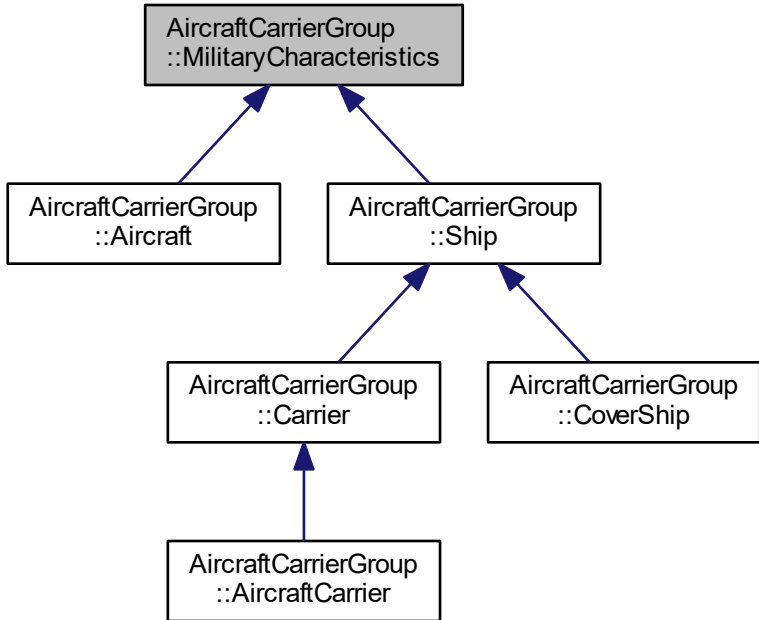 AircraftCarrierGroup
::MilitaryCharacteristics
AircraftCarrierGroup
::Aircraft
AircraftCarrierGroup
::Ship
AircraftCarrierGroup
::Carrier
AircraftCarrierGroup
::CoverShip
AircraftCarrierGroup
::AircraftCarrier